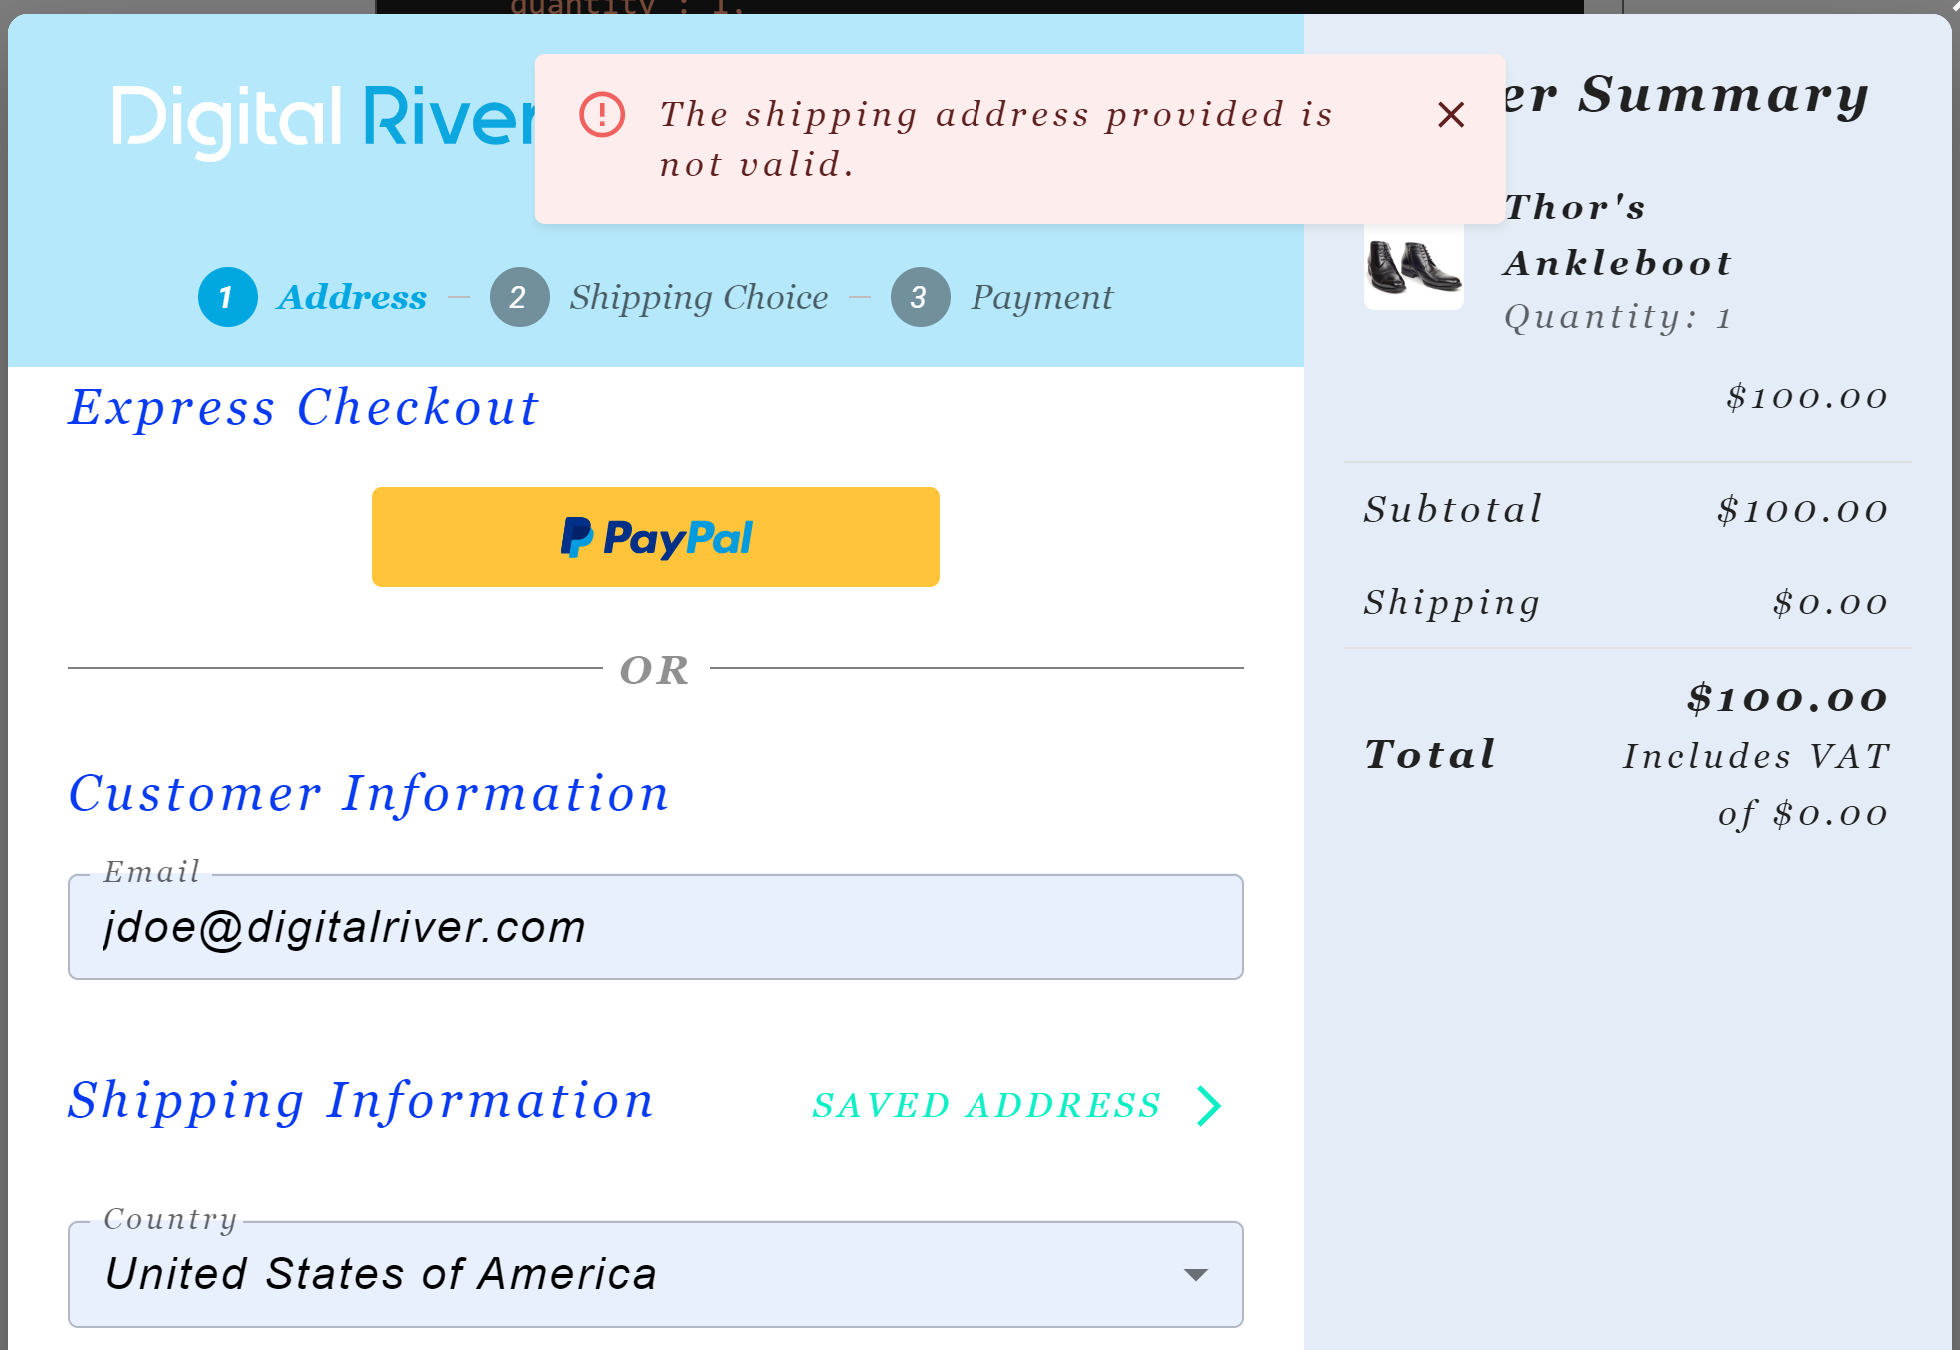 quantity : 1,
Digital River
The shipping address provided is
not valid.
er Summary
1 Address
2 Shipping Choice
3 Payment
Express Checkout
PayPal
OR
Customer Information
Email
jdoe@digitalriver.com
Shipping Information
SAVED ADDRESS
Country
United States of America
Thor's
Ankleboot
Quantity: 1
$100.00
Subtotal $100.00
Shipping $0.00
Total
$100.00
Includes VAT
of $0.00